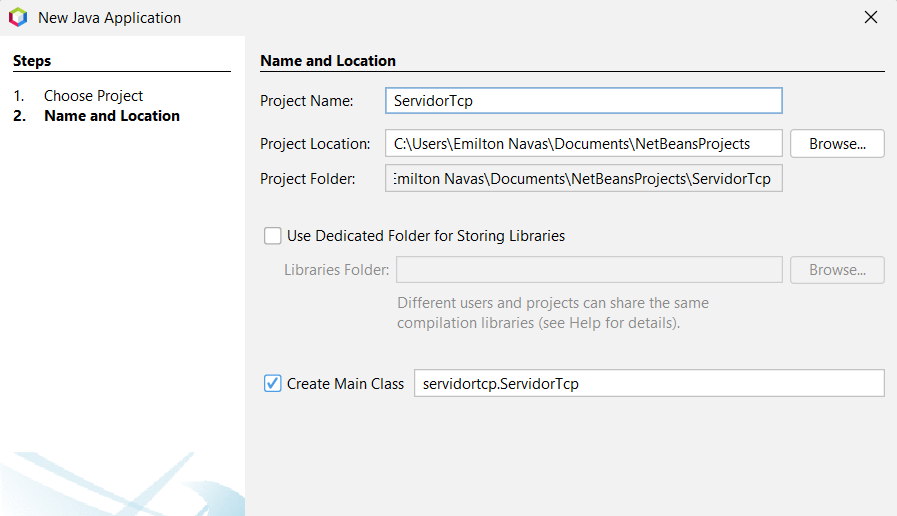 New Java Application
Steps
1. Choose Project
2. Name and Location
Name and Location
Project Name: ServidorTcp
Project Location: C:\Users\Emilton Navas\Documents\NetBeansProjects Browse...
Project Folder: Emilton Navas\Documents\NetBeansProjects\ServidorTcp
Use Dedicated Folder for Storing Libraries
Libraries Folder: Browse...
Different users and projects can share the same
compilation libraries (see Help for details).
Create Main Class servidortcp.ServidorTcp